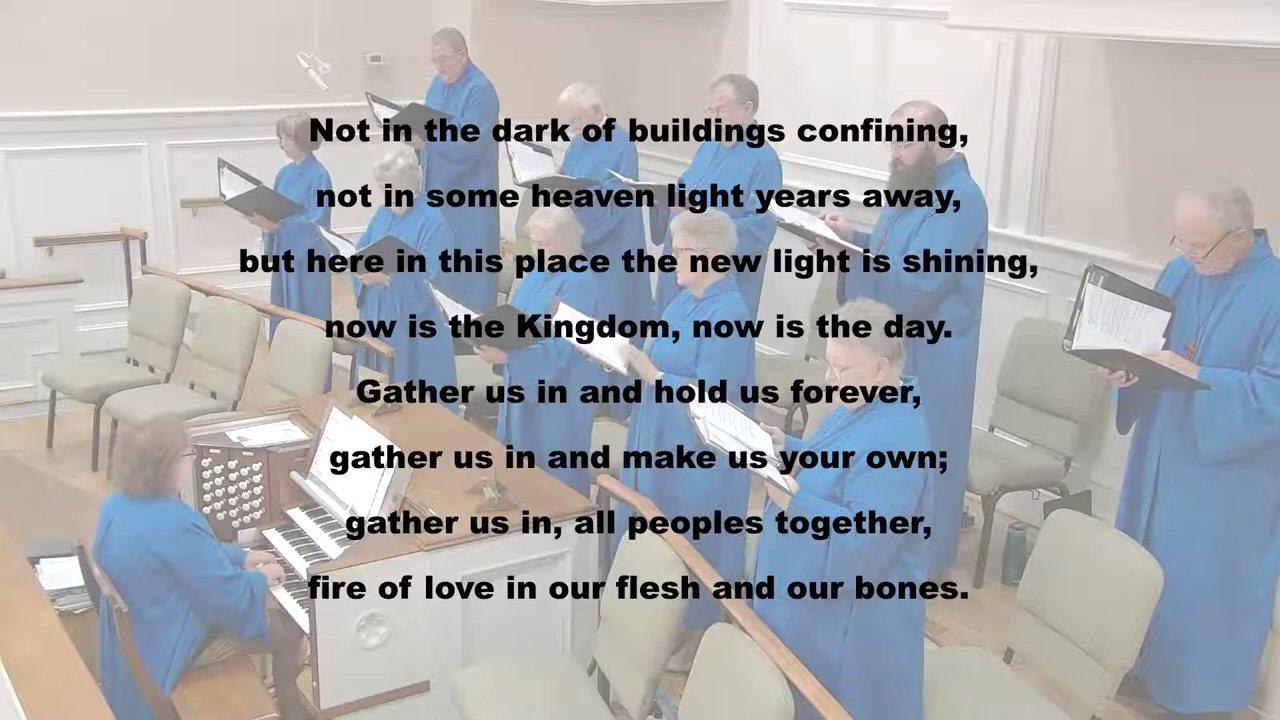 Not in the dark of buildings confining,
not in some heaven light years away,
but here in this place the new light is shining,
now is the Kingdom, now is the day.
Gather us in and hold us forever,
gather us in and make us your own;
gather us in, all peoples together,
fire of love in our flesh and our bones.